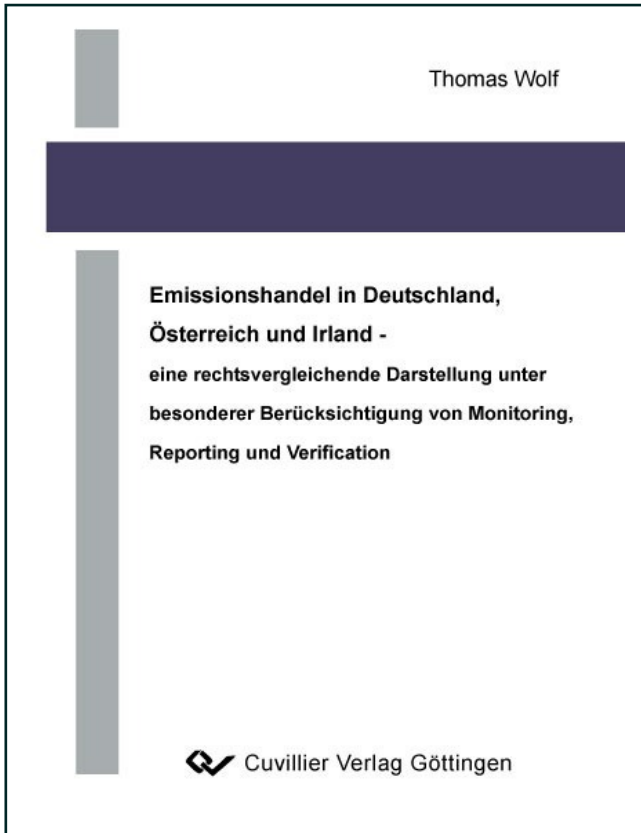 Thomas Wolf
Emissionshandel in Deutschland,
Österreich und Irland -
eine rechtsvergleichende Darstellung unter
besonderer Berücksichtigung von Monitoring,
Reporting und Verification
Cuvillier Verlag Göttingen